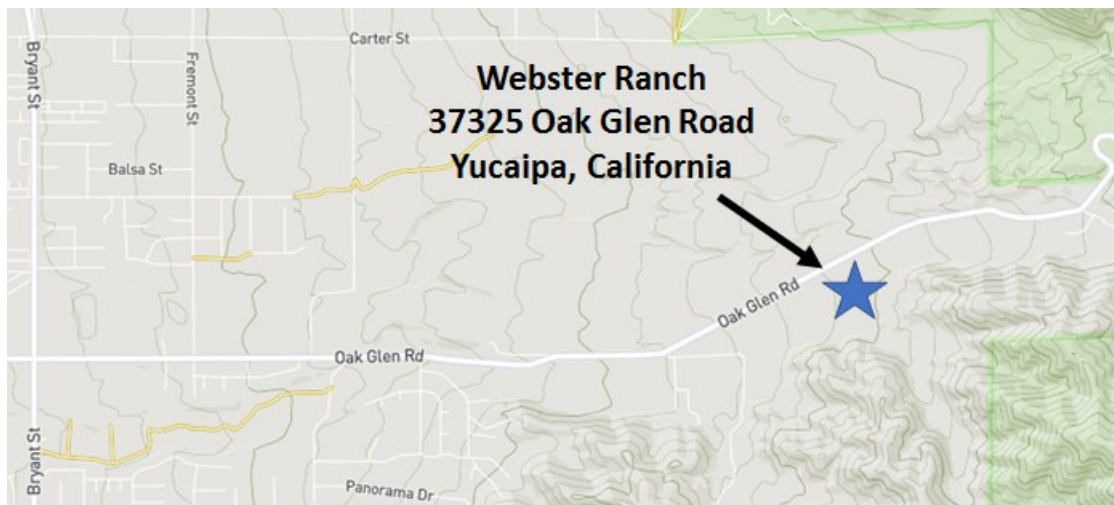 Carter St
Bryant St
Fremont St
Webster Ranch
37325 Oak Glen Road
Yucaipa, California
Balsa St
Oak Glen Rd
Oak Glen Rd
Bryant St
Panorama Dr